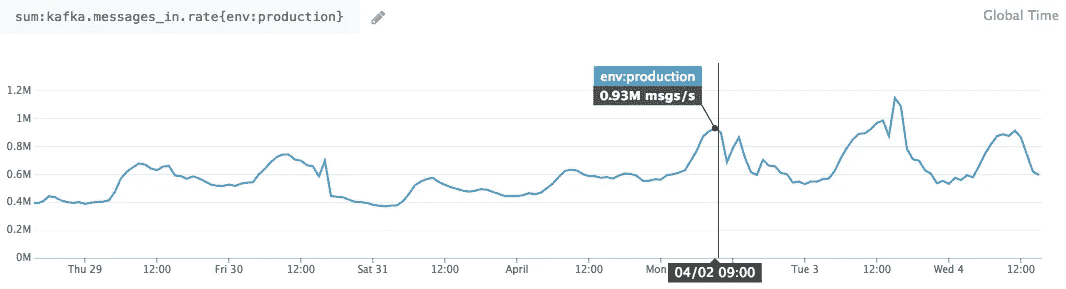 sum:kafka.messages_in.rate{env:production}
Global Time
env:production
0.93M msgs/s
1.2M
1M
0.8M
0.6M
0.4M
0.2M
0M
Thu 29 12:00 Fri 30 12:00 Sat 31 12:00 April 12:00 Mon Tue 3 12:00 Wed 4 12:00
04/02 09:00